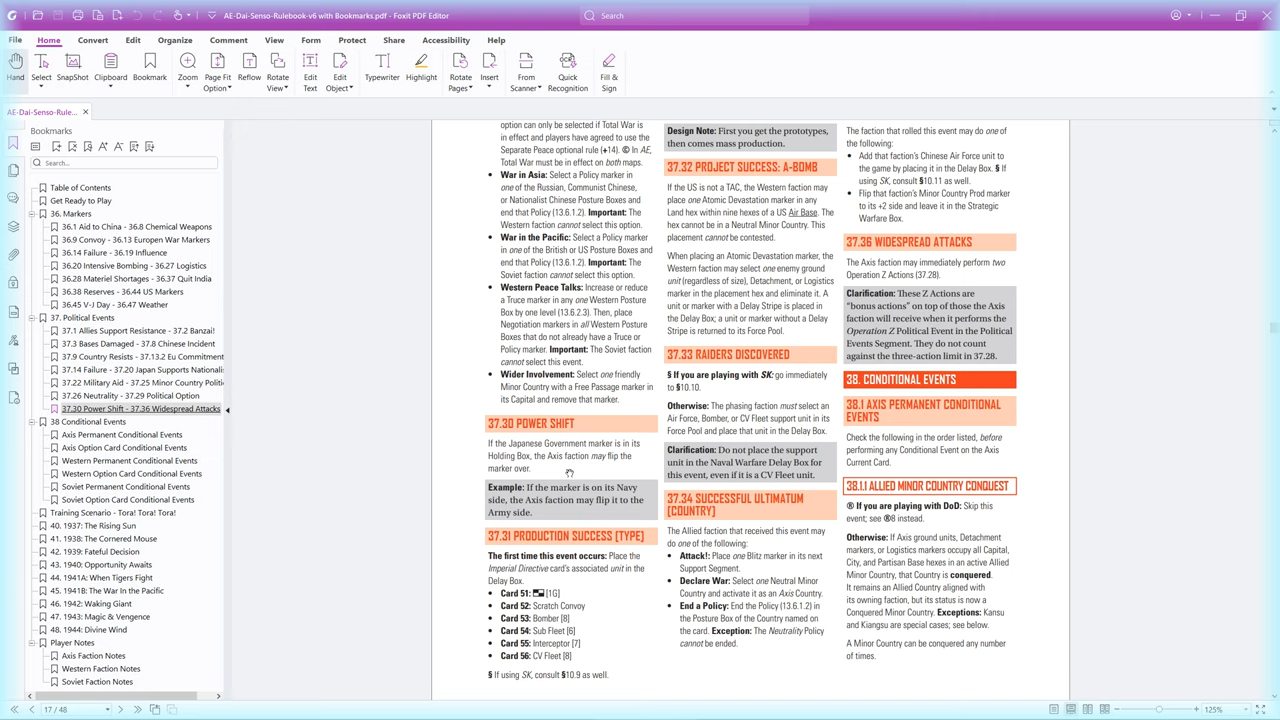 AE-Dai-Senso-Rulebook-v6 with Bookmarks.pdf - Foxit PDF Editor
Search
File Home Convert Edit Organize Comment View Form Protect Share Accessibility Help
Hand
Select
SnapShot
Clipboard
Bookmark
Zoom
Page Fit
Option
Reflow
Rotate
View
Edit
Text
Edit
Object
Typewriter
Highlight
Rotate
Pages
Insert
From
Scanner
Quick
Recognition
Fill &
Sign
AE-Dai-Senso-Rule...
Bookmarks
Search...
Table of Contents
Get Ready to Play
36. Markers
36.1 Aid to China - 36.8 Chemical Weapons
36.9 Convoy - 36.13 Europen War Markers
36.14 Failure - 36.19 Influence
36.20 Intensive Bombing - 36.27 Logistics
36.28 Materiel Shortages - 36.37 Quit India
36.38 Reserves - 36.44 US Markers
36.45 V-J Day - 36.47 Weather
37. Political Events
37.1 Allies Support Resistance - 37.2 Banzai!
37.3 Bases Damaged - 37.8 Chinese Incident
37.9 Country Resists - 37.13.2 Eu Commitment
37.14 Failure - 37.20 Japan Supports National
37.22 Military Aid - 37.25 Minor Country Politi
37.26 Neutrality - 37.29 Political Option
37.30 Power Shift - 37.36 Widespread Attacks
38 Conditional Events
Axis Permanent Conditional Events
Axis Option Card Conditional Events
Western Permanent Conditional Events
Western Option Card Conditional Events
Soviet Permanent Conditional Events
Soviet Option Card Conditional Events
Training Scenario - Tora! Tora! Tora!
40. 1937: The Rising Sun
41. 1938: The Cornered Mouse
42. 1939: Fateful Decision
43. 1940: Opportunity Awaits
44. 1941A: When Tigers Fight
45. 1941B: The War In the Pacific
46. 1942: Waking Giant
47. 1943: Malice & Vengeance
48. 1944: Divine Wind
Player Notes
Axis Faction Notes
Western Faction Notes
Soviet Faction Notes
option can only be selected if Total War is
in effect and players have agreed to use the
Separate Peace optional rule (+14). © In AE,
Total War must be in effect on both maps.
• War in Asia: Select a Policy marker in
one of the Russian, Communist Chinese,
or Nationalist Chinese Posture Boxes and
end that Policy (13.6.1.2). Important: The
Western faction cannot select this option.
• War in the Pacific: Select a Policy marker
in one of the British or US Posture Boxes and
end that Policy (13.6.1.2). Important: The
Soviet faction cannot select this option.
• Western Peace Talks: Increase or reduce
a Truce marker in any one Western Posture
Box by one level (13.6.2.3). Then, place
Negotiation markers in all Western Posture
Boxes that do not already have a Truce or
Policy marker. Important: The Soviet faction
cannot select this event.
• Wider Involvement: Select one friendly
Minor Country with a Free Passage marker in
its Capital and remove that marker.
37.30 POWER SHIFT
If the Japanese Government marker is in its
Holding Box, the Axis faction may flip the
marker over.
Example: If the marker is on its Navy
side, the Axis faction may flip it to the
Army side.
37.31 PRODUCTION SUCCESS [TYPE]
The first time this event occurs: Place the
Imperial Directive card's associated unit in the
Delay Box.
• Card 51: [1G]
• Card 52: Scratch Convoy
• Card 53: Bomber [8]
• Card 54: Sub Fleet [6]
• Card 55: Interceptor [7]
• Card 56: CV Fleet [8]
§ If using SK, consult §10.9 as well.
Design Note: First you get the prototypes,
then comes mass production.
37.32 PROJECT SUCCESS: A-BOMB
If the US is not a TAC, the Western faction may
place one Atomic Devastation marker in any
Land hex within nine hexes of a US Air Base. The
hex cannot be in a Neutral Minor Country. This
placement cannot be contested.
When placing an Atomic Devastation marker, the
Western faction may select one enemy ground
unit (regardless of size), Detachment, or Logistics
marker in the placement hex and eliminate it. A
unit or marker with a Delay Stripe is placed in
the Delay Box; a unit or marker without a Delay
Stripe is returned to its Force Pool.
37.33 RAIDERS DISCOVERED
§ If you are playing with SK: go immediately
to §10.10.
Otherwise: The phasing faction must select an
Air Force, Bomber, or CV Fleet support unit in its
Force Pool and place that unit in the Delay Box.
Clarification: Do not place the support
unit in the Naval Warfare Delay Box for
this event, even if it is a CV Fleet unit.
37.34 SUCCESSFUL ULTIMATUM
[COUNTRY]
The Allied faction that received this event may
do one of the following:
• Attack!: Place one Blitz marker in its next
Support Segment.
• Declare War: Select one Neutral Minor
Country and activate it as an Axis Country.
• End a Policy: End the Policy (13.6.1.2) in
the Posture Box of the Country named on
the card. Exception: The Neutrality Policy
cannot be ended.
The faction that rolled this event may do one of
the following:
• Add that faction's Chinese Air Force unit to
the game by placing it in the Delay Box. § If
using SK, consult §10.11 as well.
• Flip that faction's Minor Country Prod marker
to its +2 side and leave it in the Strategic
Warfare Box.
37.36 WIDESPREAD ATTACKS
The Axis faction may immediately perform two
Operation Z Actions (37.28).
Clarification: These Z Actions are
“bonus actions” on top of those the Axis
faction will receive when it performs the
Operation Z Political Event in the Political
Events Segment. They do not count
against the three-action limit in 37.28.
38. CONDITIONAL EVENTS
38.1 AXIS PERMANENT CONDITIONAL
EVENTS
Check the following in the order listed, before
performing any Conditional Event on the Axis
Current Card.
38.1.1 ALLIED MINOR COUNTRY CONQUEST
® If you are playing with DoD: Skip this
event; see ®8 instead.
Otherwise: If Axis ground units, Detachment
markers, or Logistics markers occupy all Capital,
City, and Partisan Base hexes in an active Allied
Minor Country, that Country is conquered.
It remains an Allied Country aligned with
its owning faction, but its status is now a
Conquered Minor Country. Exceptions: Kansu
and Kiangsu are special cases; see below.
A Minor Country can be conquered any number
of times.
17 / 48
125%